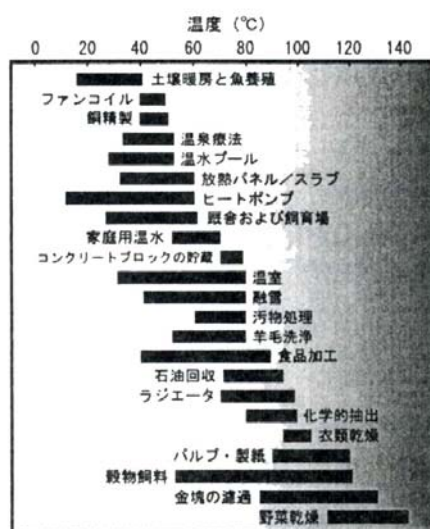 温度 (℃)
0 20 40 60 80 100 120 140
土壌暖房と魚養殖
ファンコイル
銅精製
温泉療法
温水プール
放熱パネル／スラブ
ヒートポンプ
厩舎および飼育場
家庭用温水
コンクリートブロックの貯蔵
温室
融雪
汚物処理
羊毛洗浄
食品加工
石油回収
ラジエータ
化学的抽出
衣類乾燥
パルプ・製紙
穀物飼料
金塊の濾過
野菜乾燥